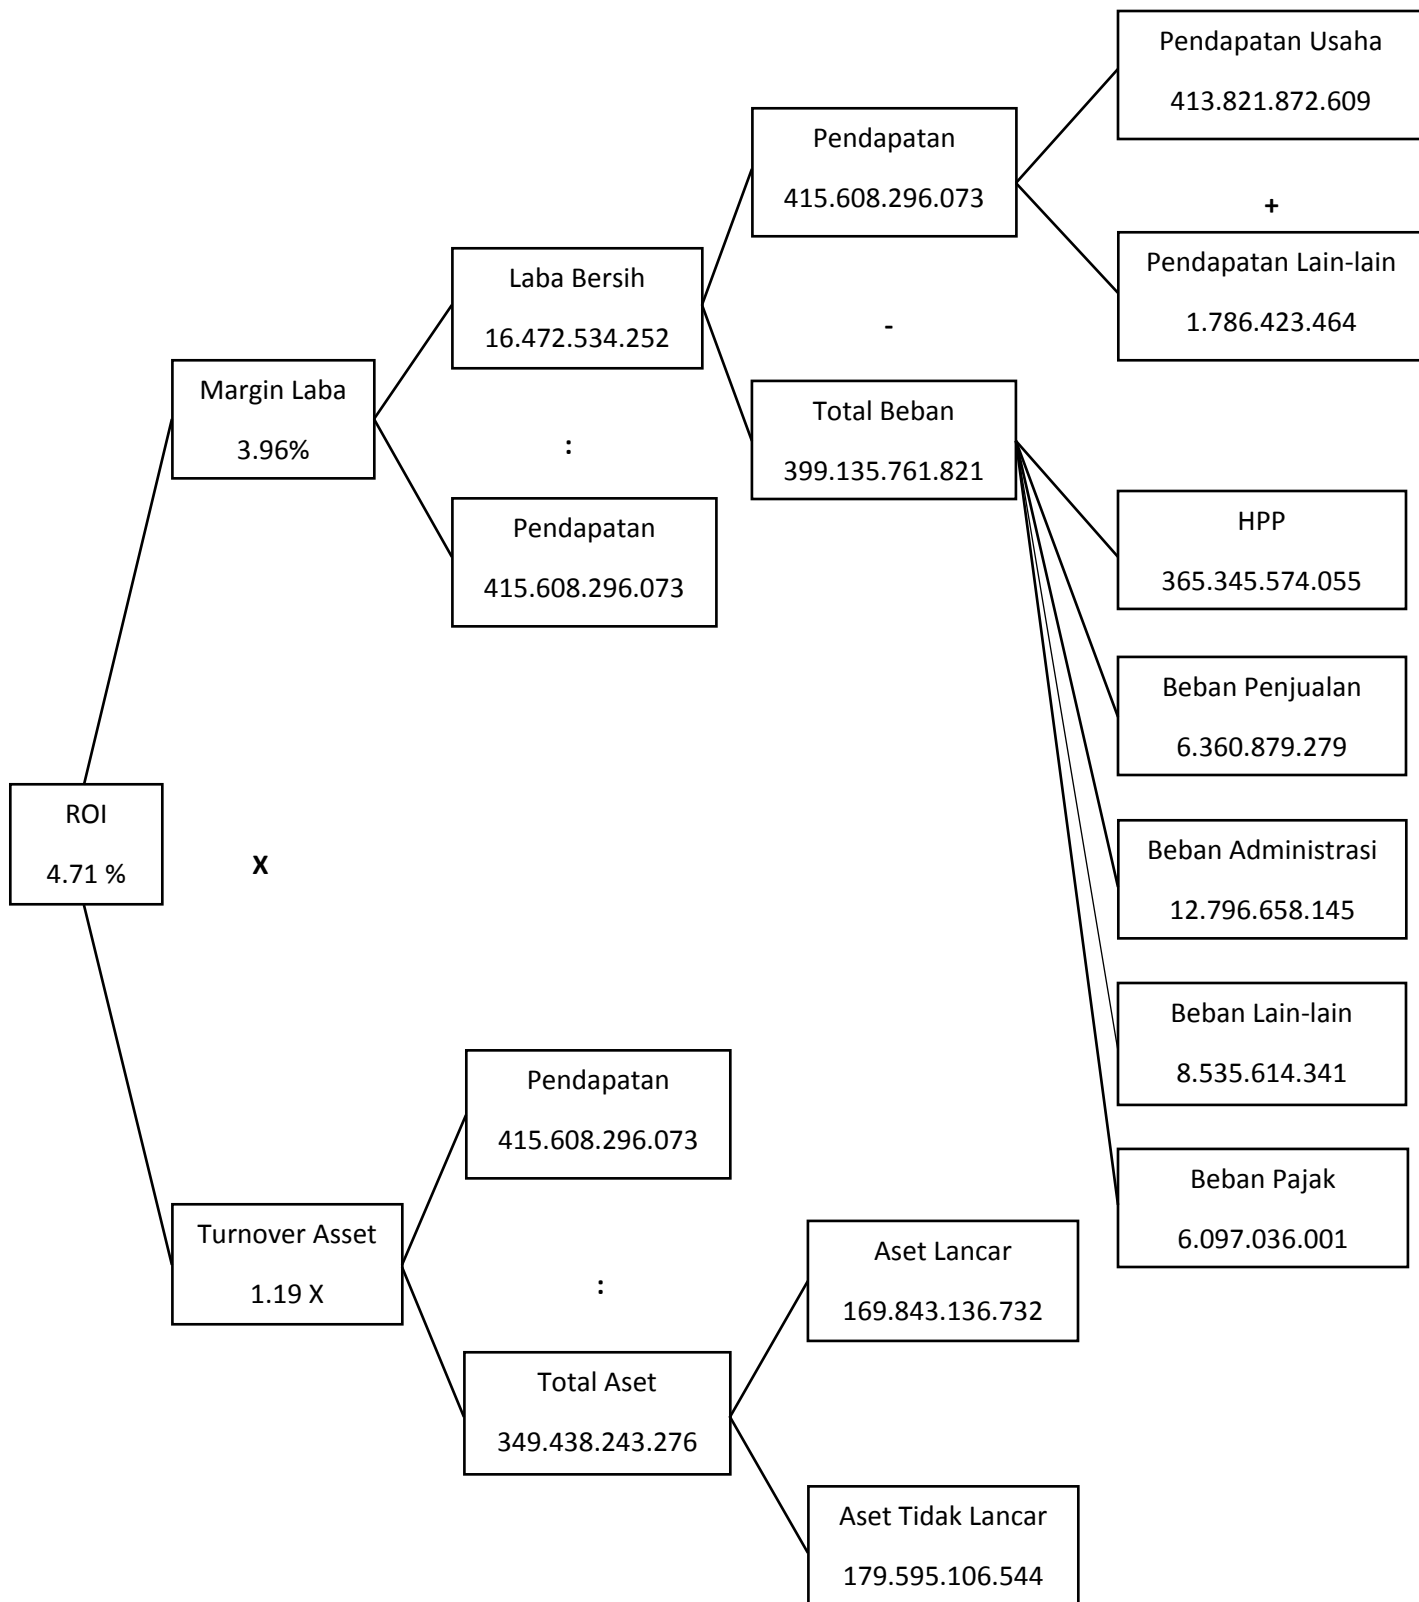 Pendapatan Usaha
413.821.872.609
Pendapatan
415.608.296.073
+
Pendapatan Lain-lain
1.786.423.464
Laba Bersih
16.472.534.252
-
Margin Laba
3.96%
Total Beban
399.135.761.821
:
Pendapatan
415.608.296.073
HPP
365.345.574.055
Beban Penjualan
6.360.879.279
ROI
4.71 %
X
Beban Administrasi
12.796.658.145
Beban Lain-lain
8.535.614.341
Pendapatan
415.608.296.073
Beban Pajak
6.097.036.001
Turnover Asset
1.19 X
:
Aset Lancar
169.843.136.732
Total Aset
349.438.243.276
Aset Tidak Lancar
179.595.106.544